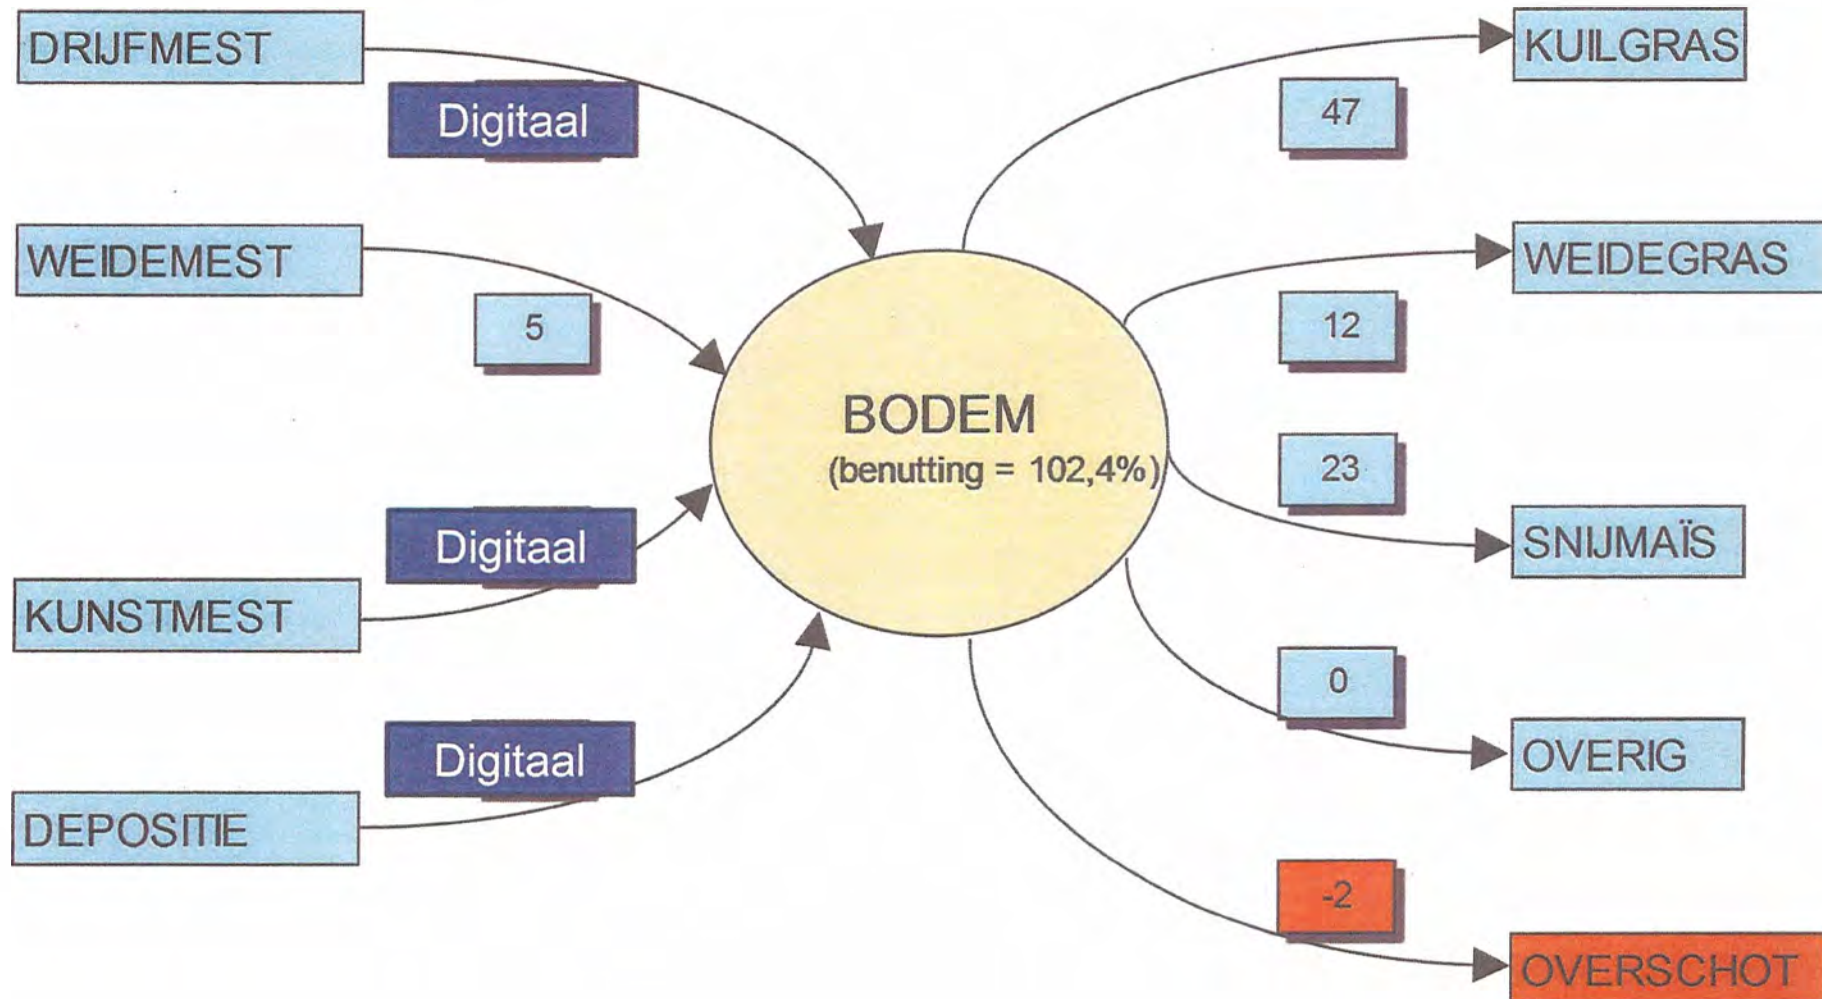 DRIJFMEST
Digitaal
WEIDEMEST
5
KUNSTMEST
Digitaal
DEPOSITIE
Digitaal
BODEM
(benutting = 102,4%)
47
KUILGRAS
12
WEIDEGRAS
23
SNIJMAÏS
0
OVERIG
-2
OVERSCHOT